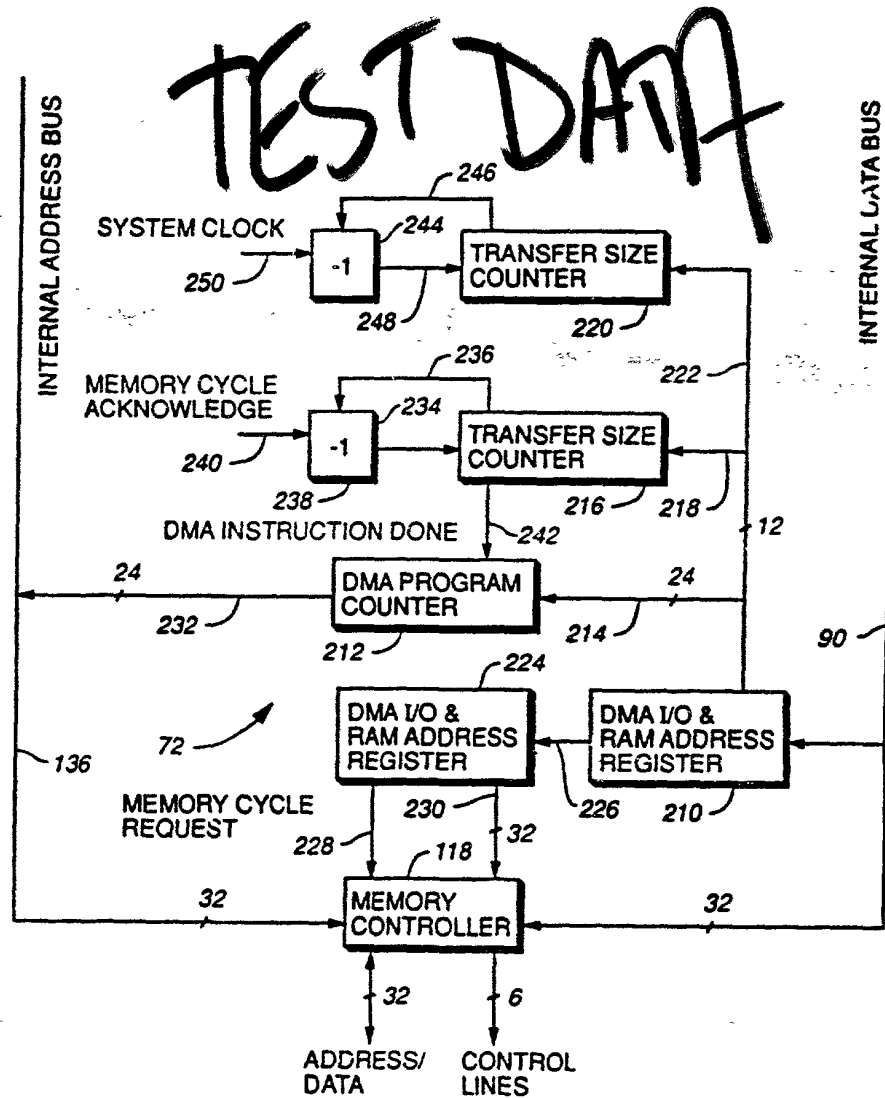 TEST DATA
INTERNAL ADDRESS BUS
INTERNAL DATA BUS
246
SYSTEM CLOCK
244
250
-1
248
TRANSFER SIZE
COUNTER
220
222
236
MEMORY CYCLE
ACKNOWLEDGE
234
240
-1
238
TRANSFER SIZE
COUNTER
216
218
242
12
DMA INSTRUCTION DONE
24
232
DMA PROGRAM
COUNTER
212
24
214
90
224
72
136
DMA I/O &
RAM ADDRESS
REGISTER
226
DMA I/O &
RAM ADDRESS
REGISTER
210
MEMORY CYCLE
REQUEST
228
230
32
118
32
MEMORY
CONTROLLER
32
32
6
ADDRESS/
DATA
CONTROL
LINES